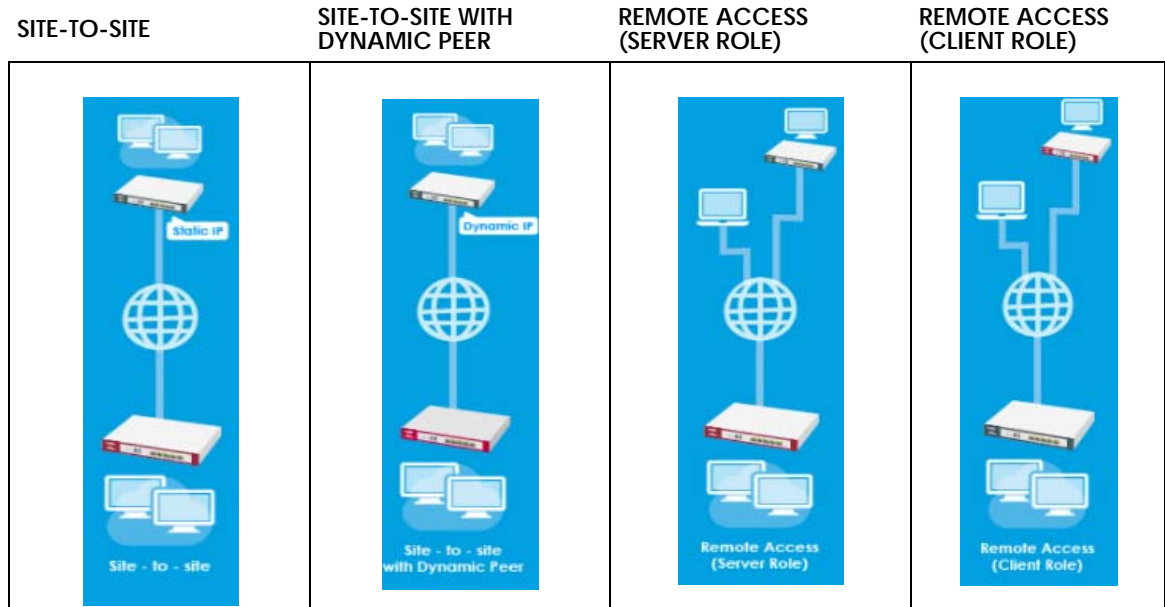 SITE-TO-SITE
SITE-TO-SITE WITH
DYNAMIC PEER
REMOTE ACCESS
(SERVER ROLE)
REMOTE ACCESS
(CLIENT ROLE)
Static IP
Site - to - site
Dynamic IP
Site - to - site
with Dynamic Peer
Remote Access
(Server Role)
Remote Access
(Client Role)